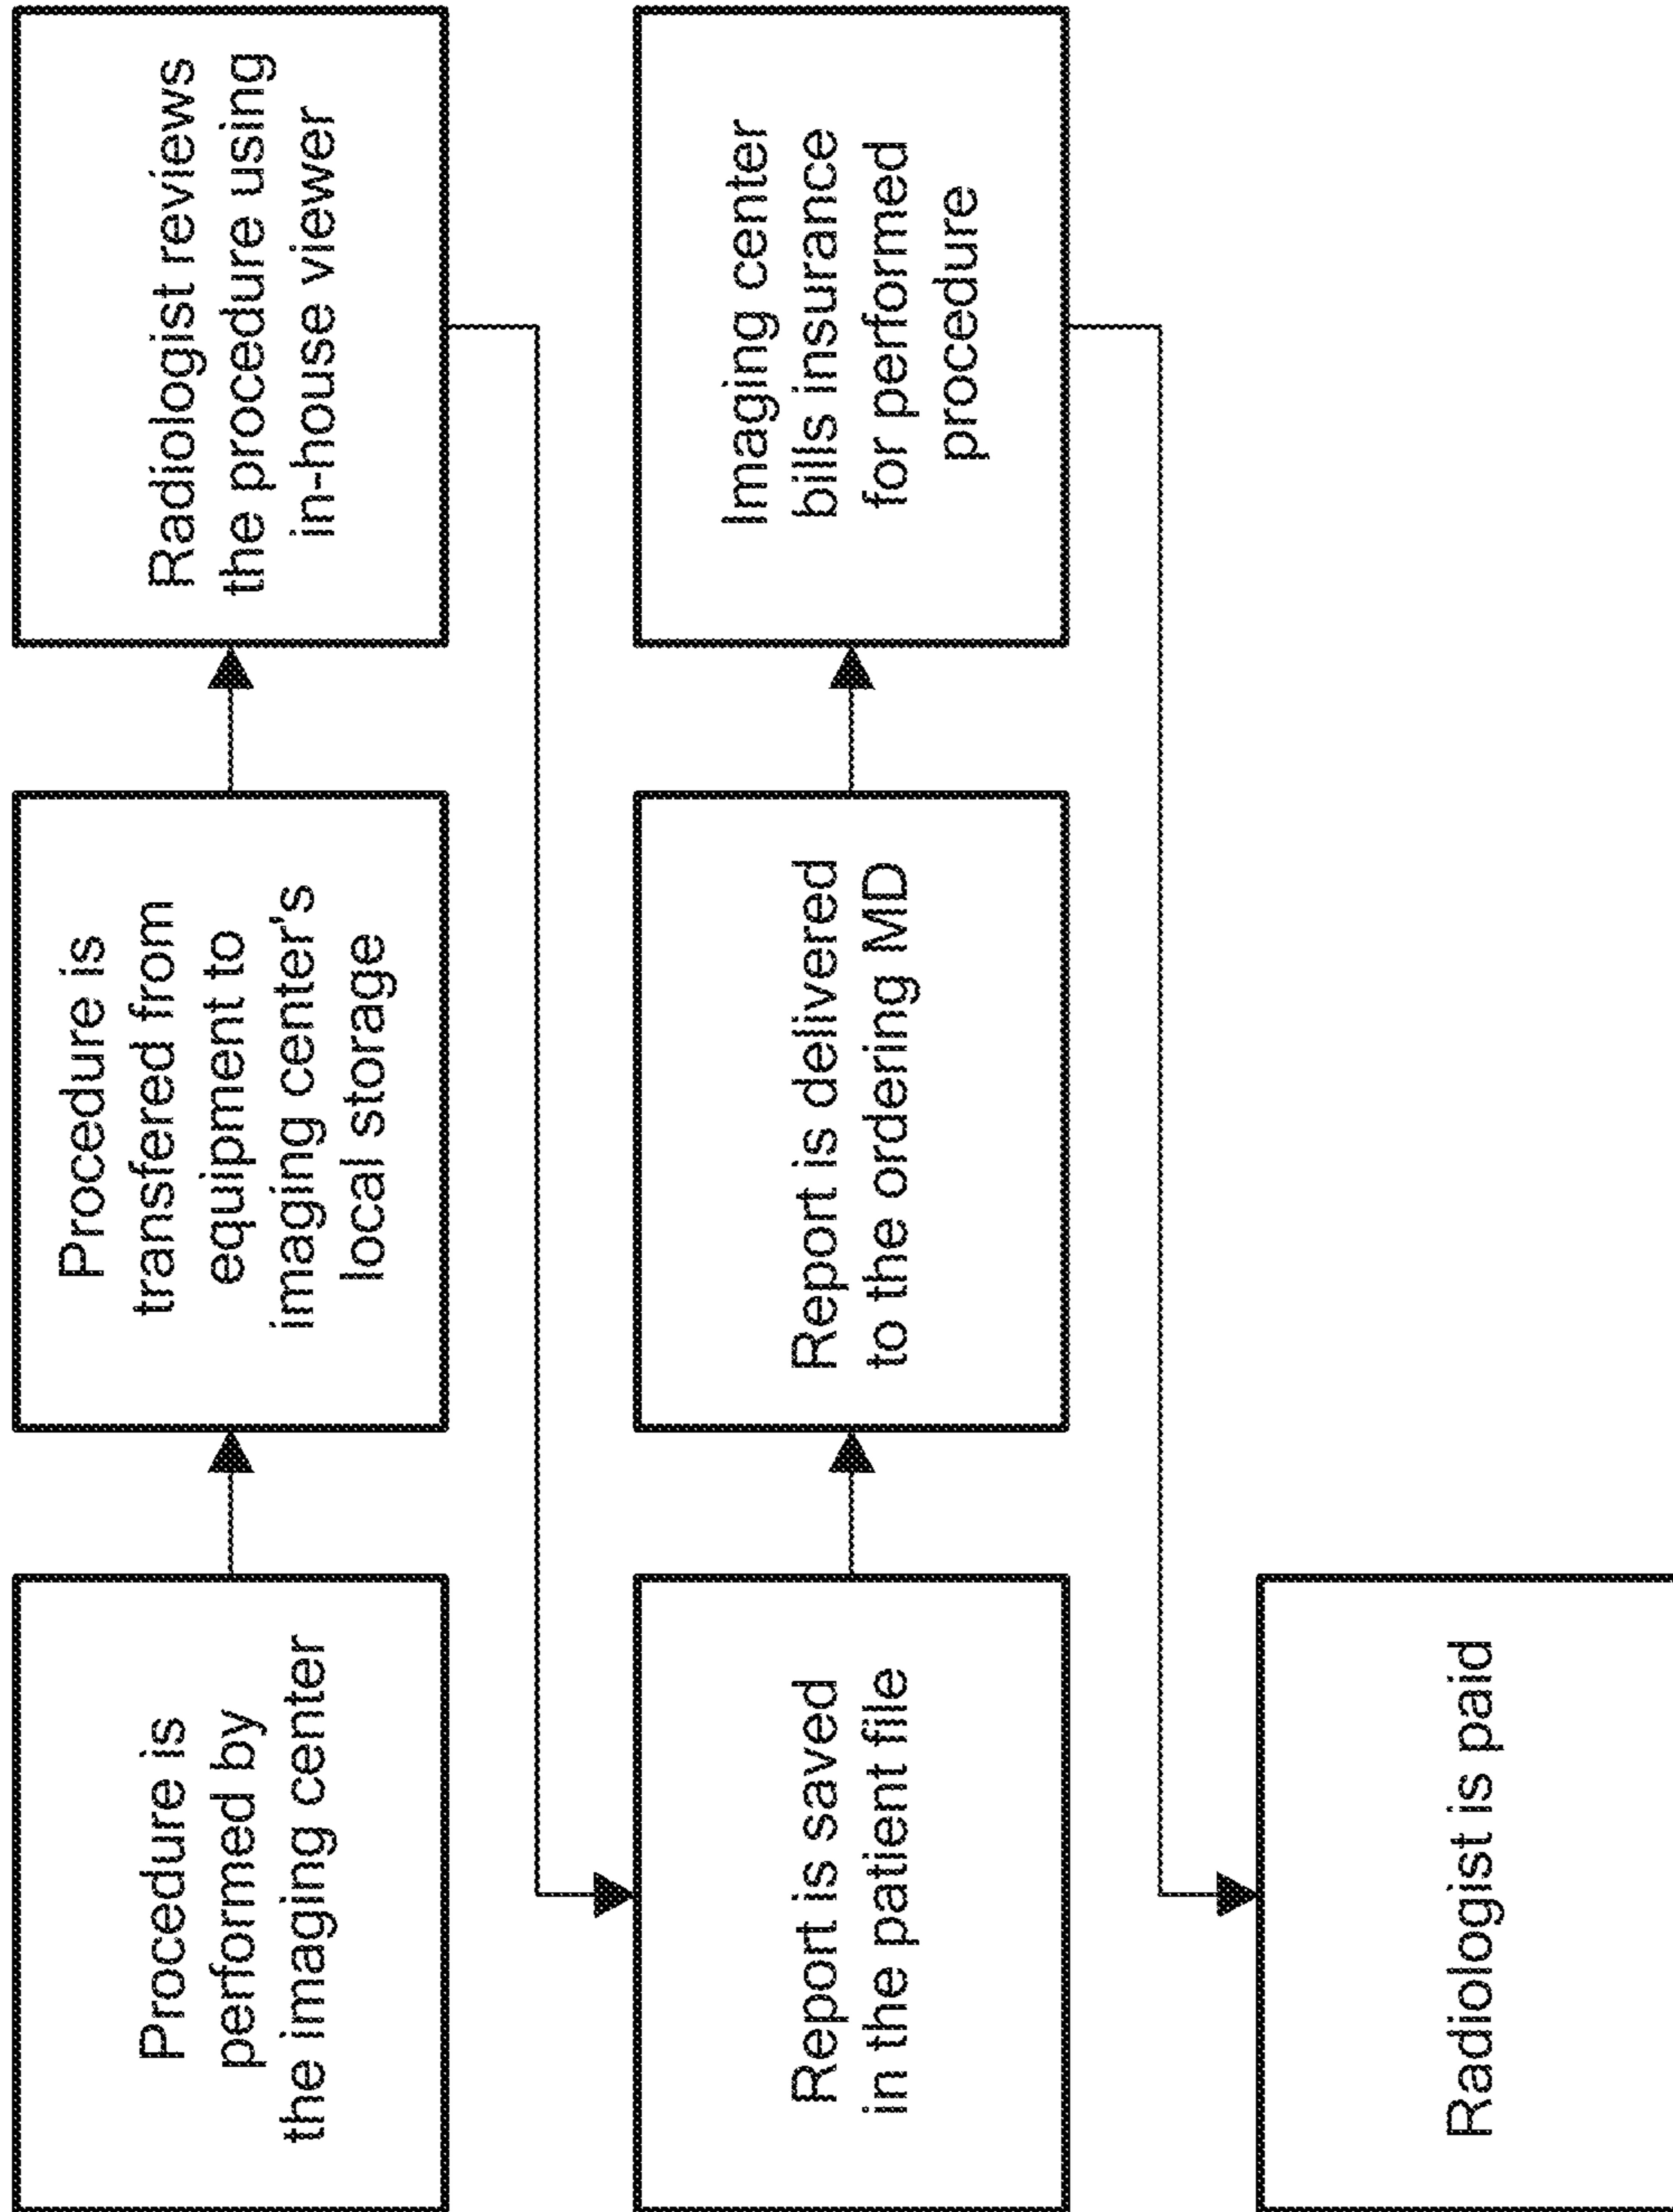 Procedure is
performed by
the imaging center
Procedure is
transfered from
equipment to
imaging center's
local storage
Radiologist reviews
the procedure using
in-house viewer
Report is saved
in the patient file
Report is delivered
to the ordering MD
Imaging center
bills insurance
for performed
procedure
Radiologist is paid